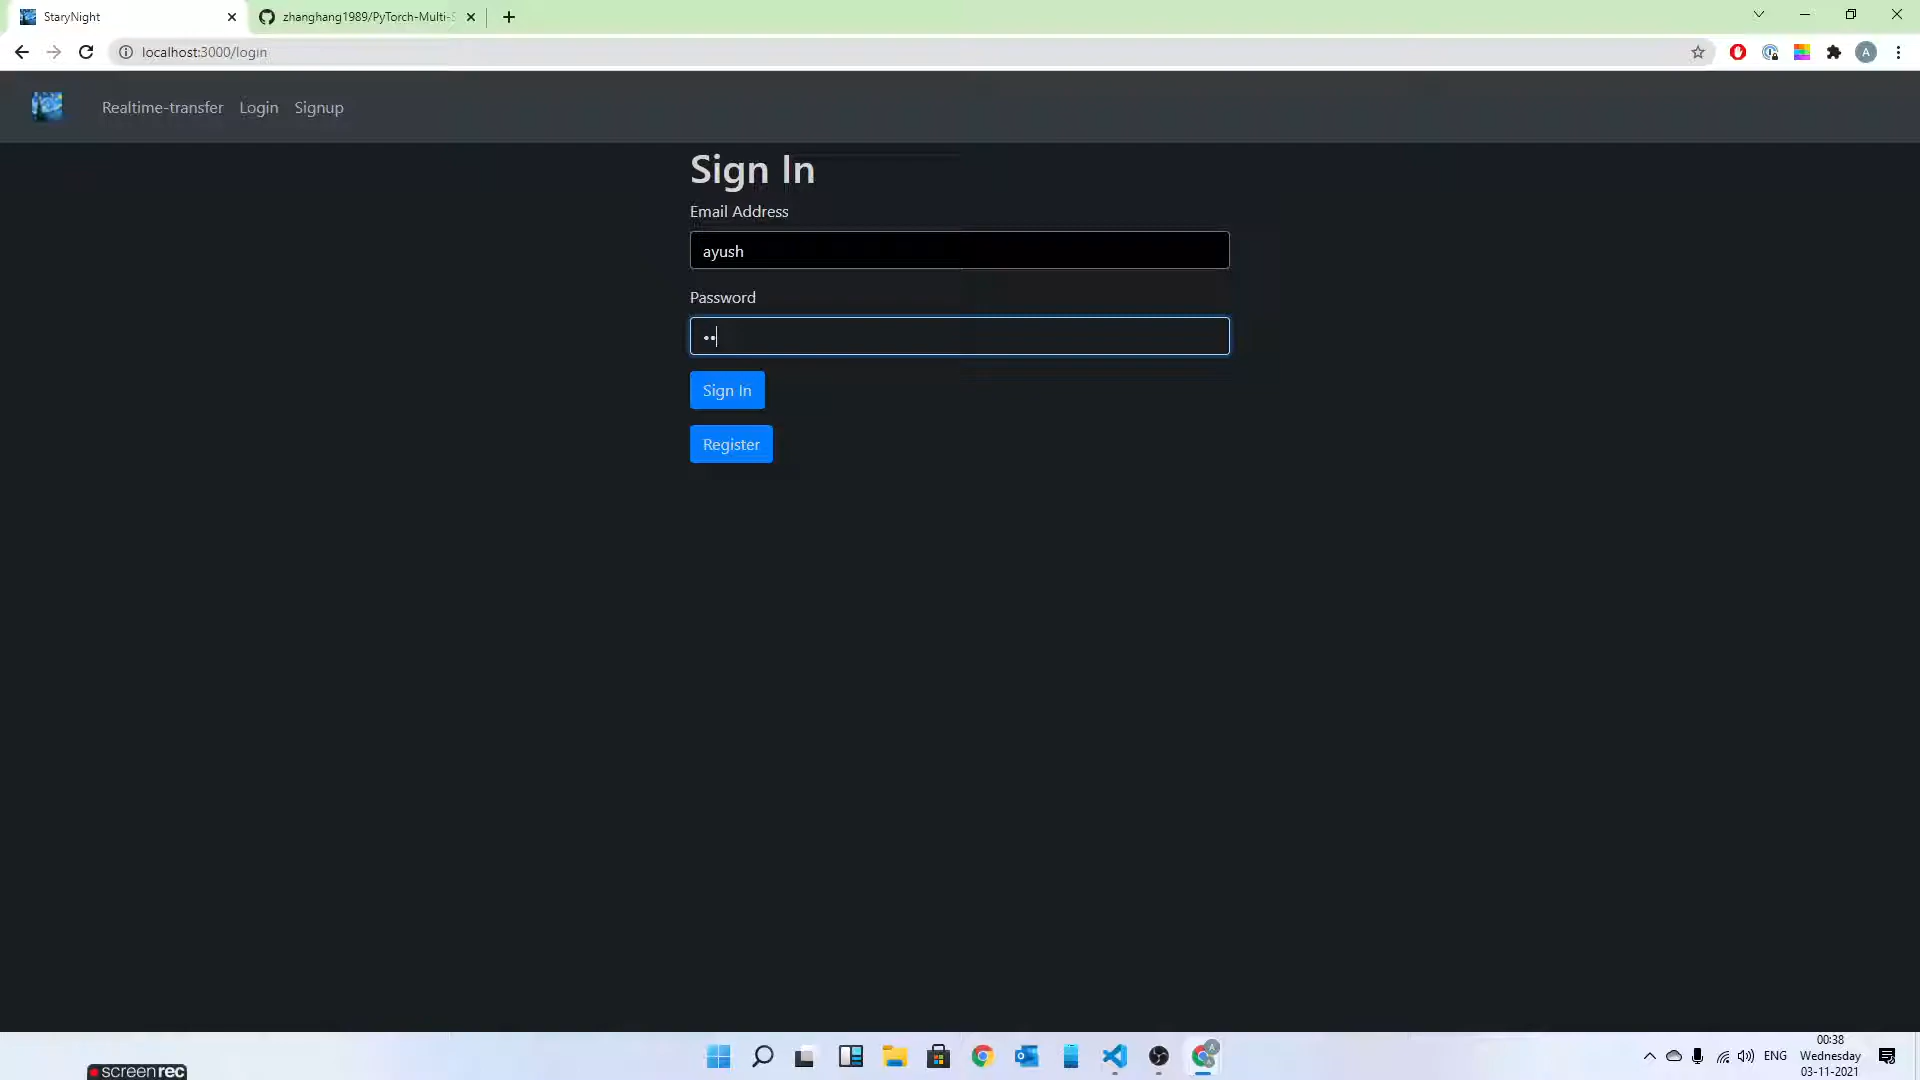 StaryNight
zhanghang1989/PyTorch-Multi-S
localhost:3000/login
A
Realtime-transfer
Login
Signup
Sign In
Email Address
ayush
Password
••
Sign In
Register
screenrec
A
ENG
00:38
Wednesday
03-11-2021